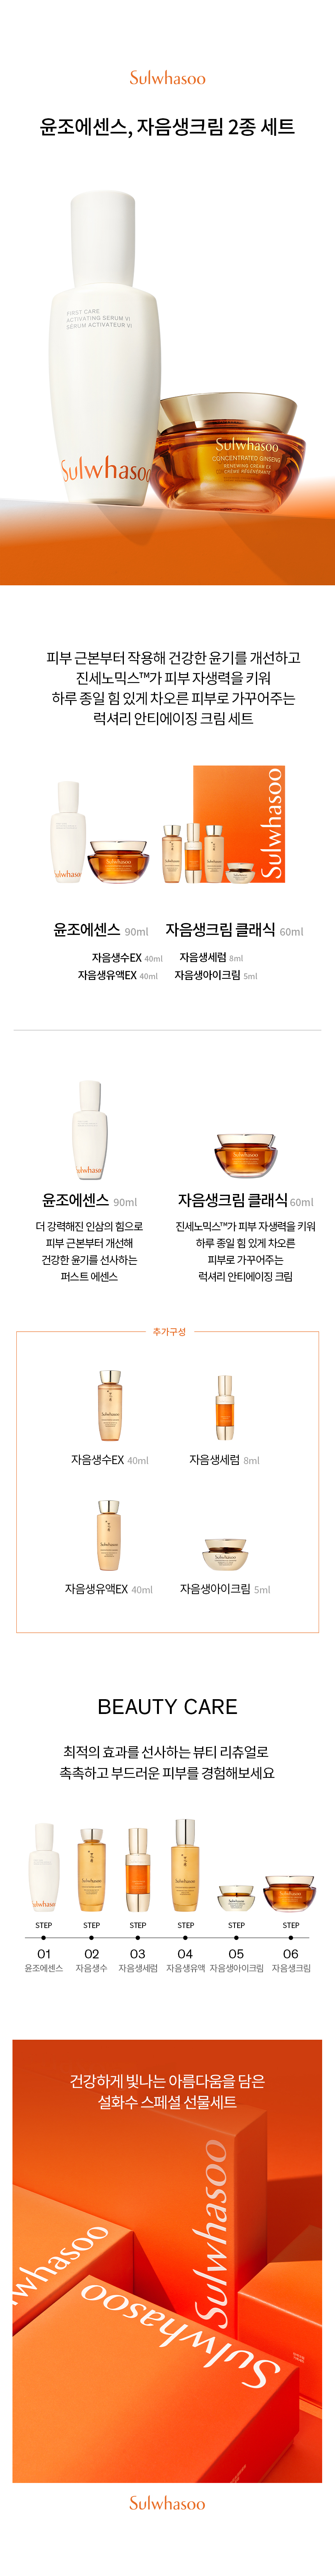 Sulwhasoo
윤조에센스, 자음생크림 2종 세트
FIRST CARE
ACTIVATING SERUM VI
SERUM ACTIVATEUR VI
Sulwhasoo
Sulwhasoo
CONCENTRATED GINSENG
RENEWING CREAM EX
CRÈME RÉGÉNÉRANTE
피부 근본부터 작용해 건강한 윤기를 개선하고
진세노믹스™가 피부 자생력을 키워
하루 종일 힘 있게 차오른 피부로 가꾸어주는
럭셔리 안티에이징 크림 세트
Sulwhasoo
윤조에센스 90ml 자음생크림 클래식 60ml
자음생수EX 40ml 자음생세럼 8ml
자음생유액EX 40ml 자음생아이크림 5ml
윤조에센스 90ml
더 강력해진 인삼의 힘으로
피부 근본부터 개선해
건강한 윤기를 선사하는
퍼스트 에센스
자음생크림 클래식 60ml
진세노믹스™가 피부 자생력을 키워
하루 종일 힘 있게 차오른
피부로 가꾸어주는
럭셔리 안티에이징 크림
추가구성
자음생수EX 40ml
자음생세럼 8ml
자음생유액EX 40ml
자음생아이크림 5ml
BEAUTY CARE
최적의 효과를 선사하는 뷰티 리츄얼로
촉촉하고 부드러운 피부를 경험해보세요
STEP STEP STEP STEP STEP STEP
01 02 03 04 05 06
윤조에센스 자음생수 자음생세럼 자음생유액 자음생아이크림 자음생크림
건강하게 빛나는 아름다움을 담은
설화수 스페셜 선물세트
Sulwhasoo
whasoo
Sulwhasoo
Sulwhasoo